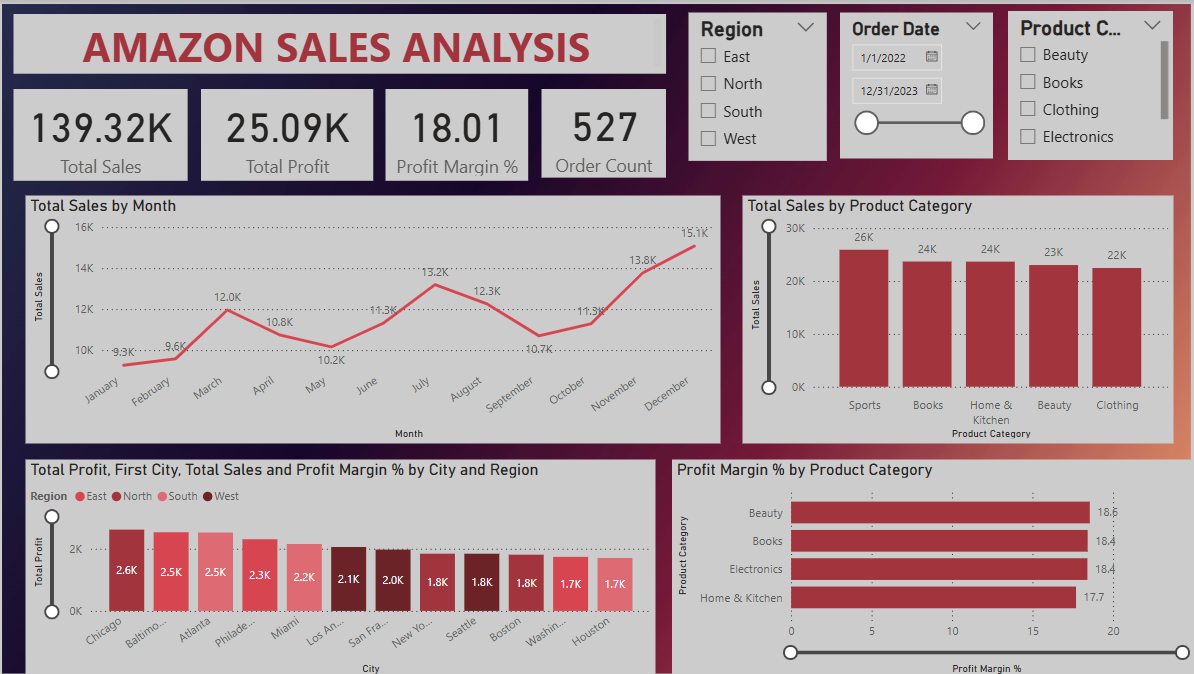 AMAZON SALES ANALYSIS
139.32K
Total Sales
25.09K
Total Profit
18.01
Profit Margin %
527
Order Count
Region
East
North
South
West
Order Date
1/1/2022
12/31/2023
Product C...
Beauty
Books
Clothing
Electronics
Total Sales by Month
Total Sales
16K
14K
12K
10K
9.3K
9.6K
12.0K
10.8K
10.2K
11.3K
13.2K
12.3K
10.7K
11.3K
13.8K
15.1K
January
February
March
April
May
June
July
August
September
October
November
December
Month
Total Sales by Product Category
Total Sales
30K
20K
10K
0K
26K
24K
24K
23K
22K
Sports
Books
Home &
Kitchen
Beauty
Clothing
Product Category
Total Profit, First City, Total Sales and Profit Margin % by City and Region
Region East North South West
Total Profit
2K
0K
2.6K
2.5K
2.5K
2.3K
2.2K
2.1K
2.0K
1.8K
1.8K
1.8K
1.7K
1.7K
Chicago
Baltimo...
Atlanta
Philade...
Miami
Los An...
San Fra...
New Yo...
Seattle
Boston
Washin...
Houston
City
Profit Margin % by Product Category
Product Category
Beauty 18.6
Books 18.4
Electronics 18.4
Home & Kitchen 17.7
0 5 10 15 20
Profit Margin %